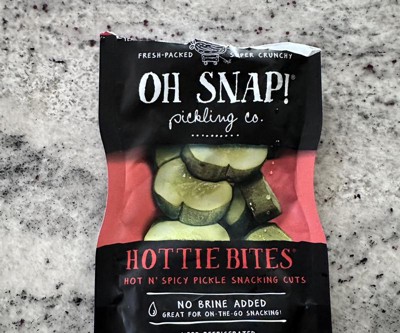 FRESH-PACKED SUPER CRUNCHY
OH SNAP!®
pickling co.
HOTTIE BITES®
HOT N' SPICY PICKLE SNACKING CUTS
NO BRINE ADDED
GREAT FOR ON-THE-GO SNACKING!